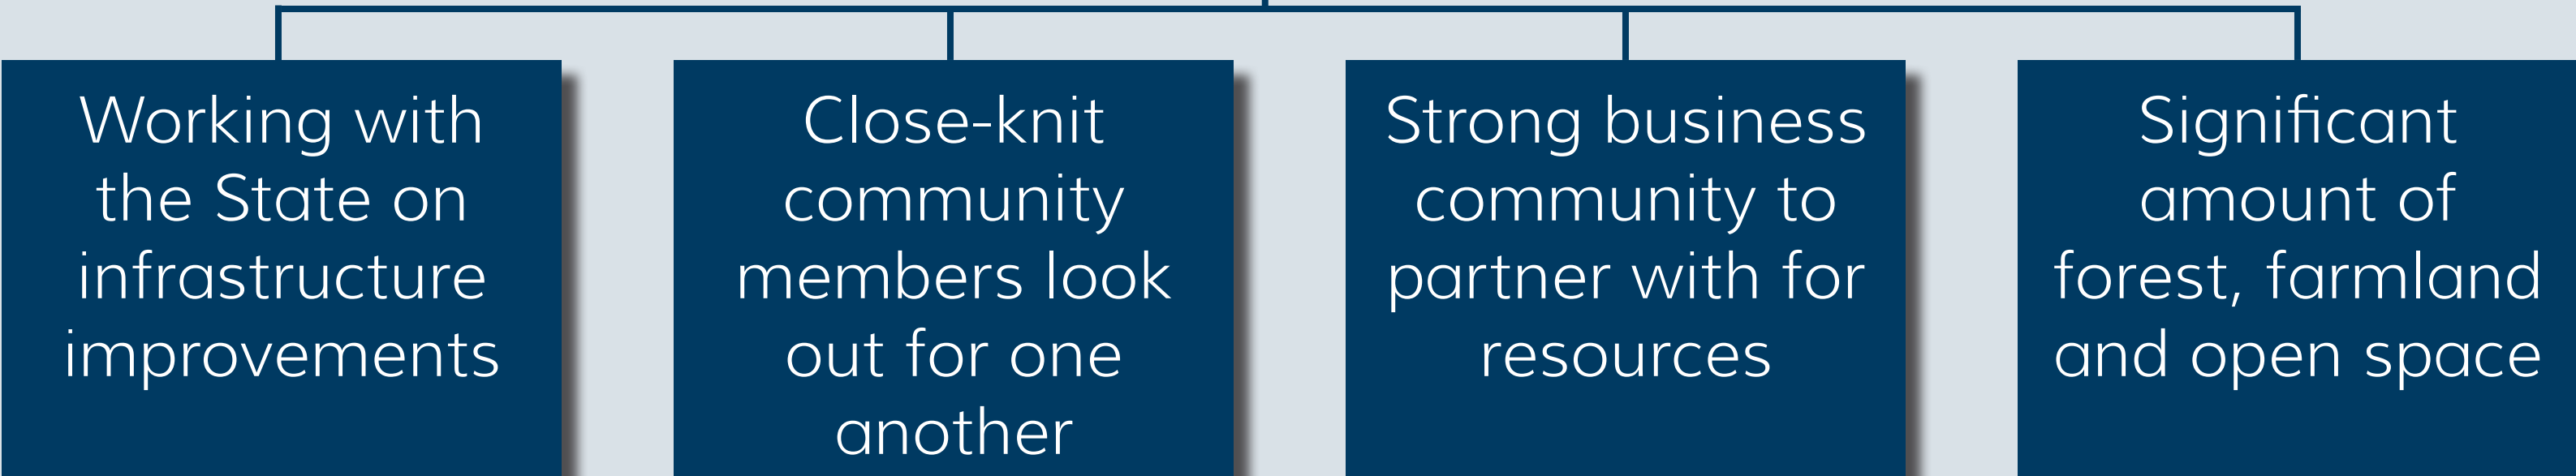 Working with
the State on
infrastructure
improvements
Close-knit
community
members look
out for one
another
Strong business
community to
partner with for
resources
Significant
amount of
forest, farmland
and open space